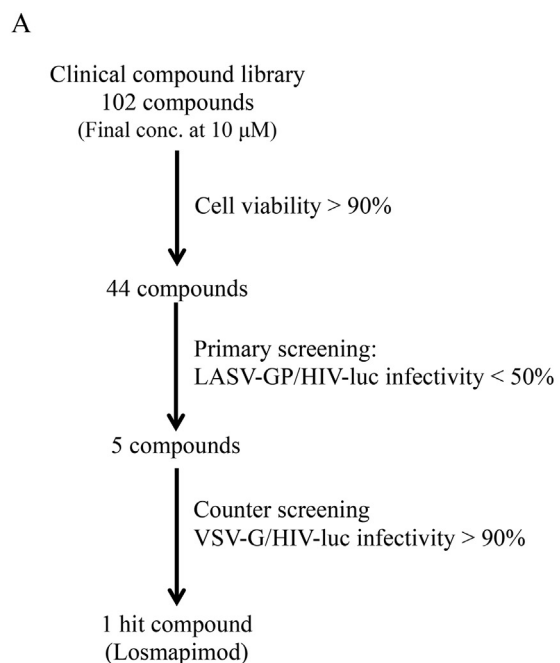 A
Clinical compound library
102 compounds
(Final conc. at 10 μM)
Cell viability > 90%
44 compounds
Primary screening:
LASV-GP/HIV-luc infectivity < 50%
5 compounds
Counter screening
VSV-G/HIV-luc infectivity > 90%
1 hit compound
(Losmapimod)